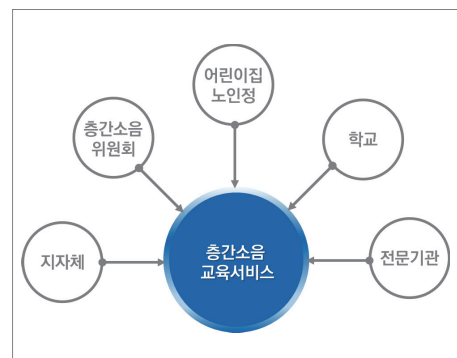 어린이집
노인정
층간소음
위원회
학교
지자체
층간소음
교육서비스
전문기관